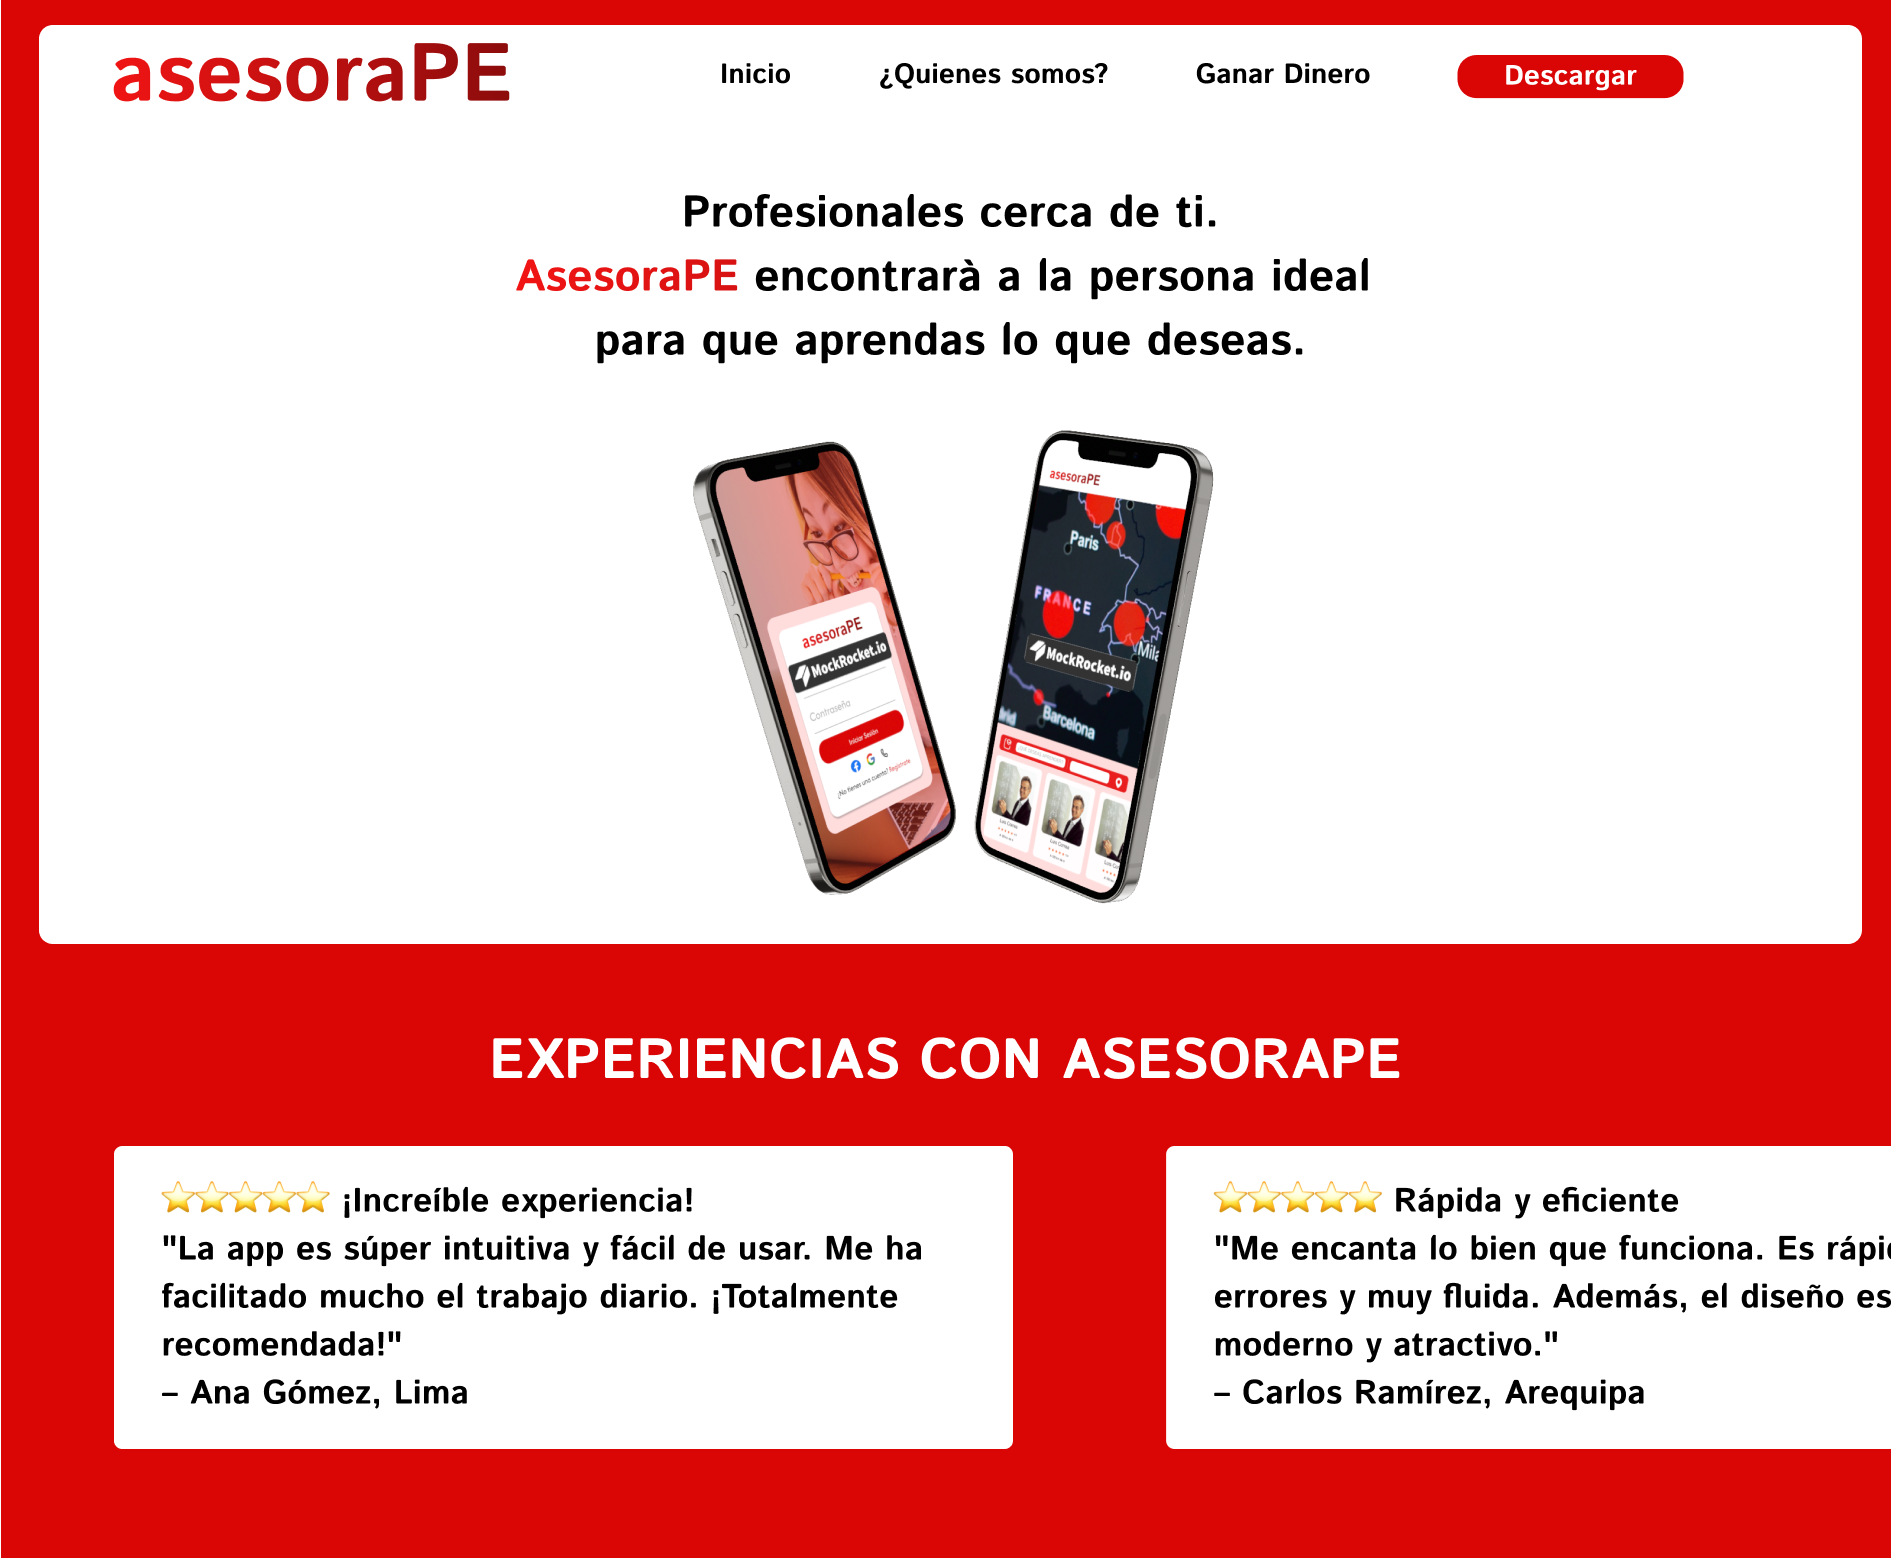 asesoraPE
Inicio
¿Quienes somos?
Ganar Dinero
Descargar
Profesionales cerca de ti.
AsesoraPE encontrarà a la persona ideal
para que aprendas lo que deseas.
asesoraPE
MockRocket.io
Contraseña
Iniciar Sesión
¿No tienes una cuenta? Regístrate
asesoraPE
Paris
FRANCE
Mila
MockRocket.io
Barcelona
Luis Correa
Luis Correa
EXPERIENCIAS CON ASESORAPE
⭐⭐⭐⭐⭐ ¡Increíble experiencia!
"La app es súper intuitiva y fácil de usar. Me ha
facilitado mucho el trabajo diario. ¡Totalmente
recomendada!"
– Ana Gómez, Lima
⭐⭐⭐⭐⭐ Rápida y eficiente
"Me encanta lo bien que funciona. Es rápi
errores y muy fluida. Además, el diseño es
moderno y atractivo."
– Carlos Ramírez, Arequipa